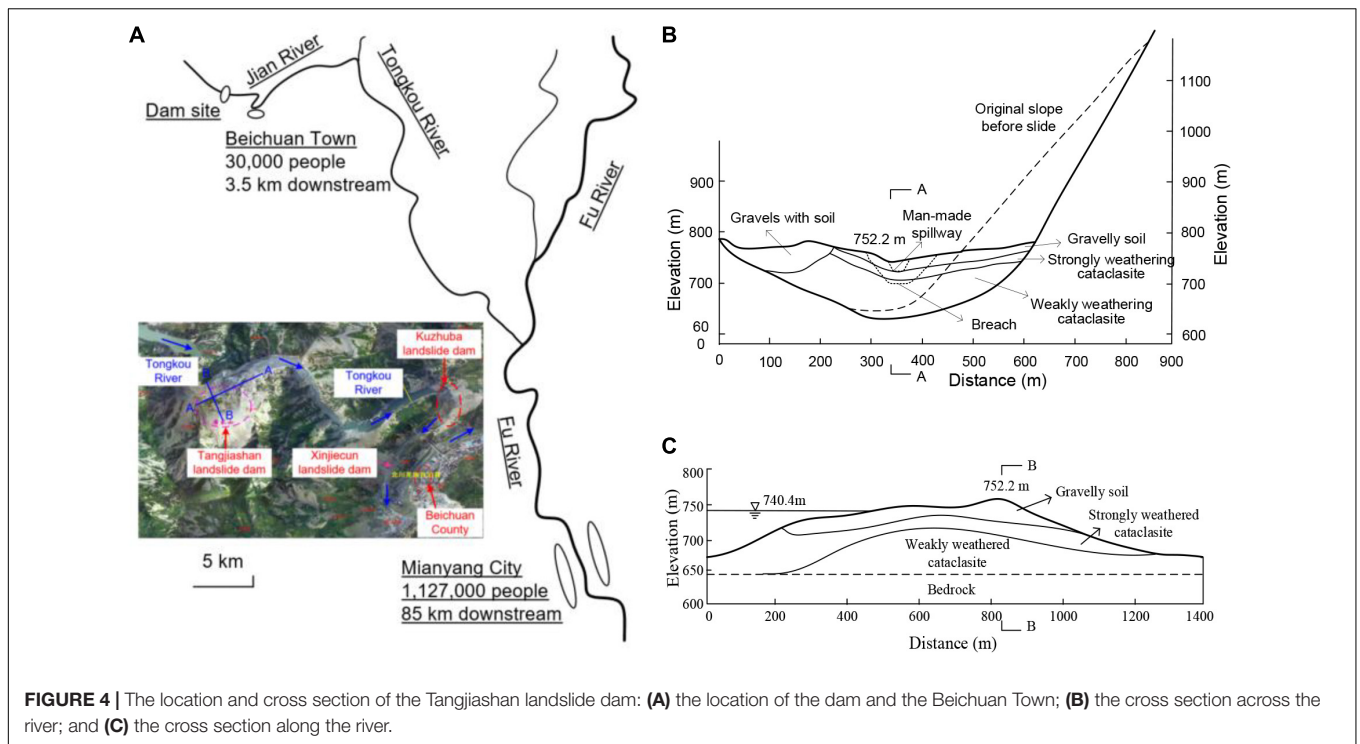 A
Jian River
Tongkou River
Dam site
Beichuan Town
30,000 people
3.5 km downstream
Fu River
Kuzhuba
landslide dam
Tongkou
River
Tongkou
River
A
A
B
B
Tangjiashan
landslide dam
Xinjiecun
landslide dam
Beichuan
County
Fu River
5 km
Mianyang City
1,127,000 people
85 km downstream
B
Original slope
before slide
A
Man-made
spillway
Gravels with soil
752.2 m
Gravelly soil
Strongly weathering
cataclasite
Weakly weathering
cataclasite
Breach
Elevation (m)
900
800
700
60
0
Elevation (m)
1100
1000
900
800
700
600
0
100
200
300
400
500
600
700
800
900
A
Distance (m)
C
B
752.2 m
740.4m
Gravelly soil
Strongly weathered
cataclasite
Weakly weathered
cataclasite
Bedrock
Elevation (m)
800
750
700
650
600
0
200
400
600
800
1000
1200
1400
B
Distance (m)
FIGURE 4 | The location and cross section of the Tangjiashan landslide dam: (A) the location of the dam and the Beichuan Town; (B) the cross section across the
river; and (C) the cross section along the river.